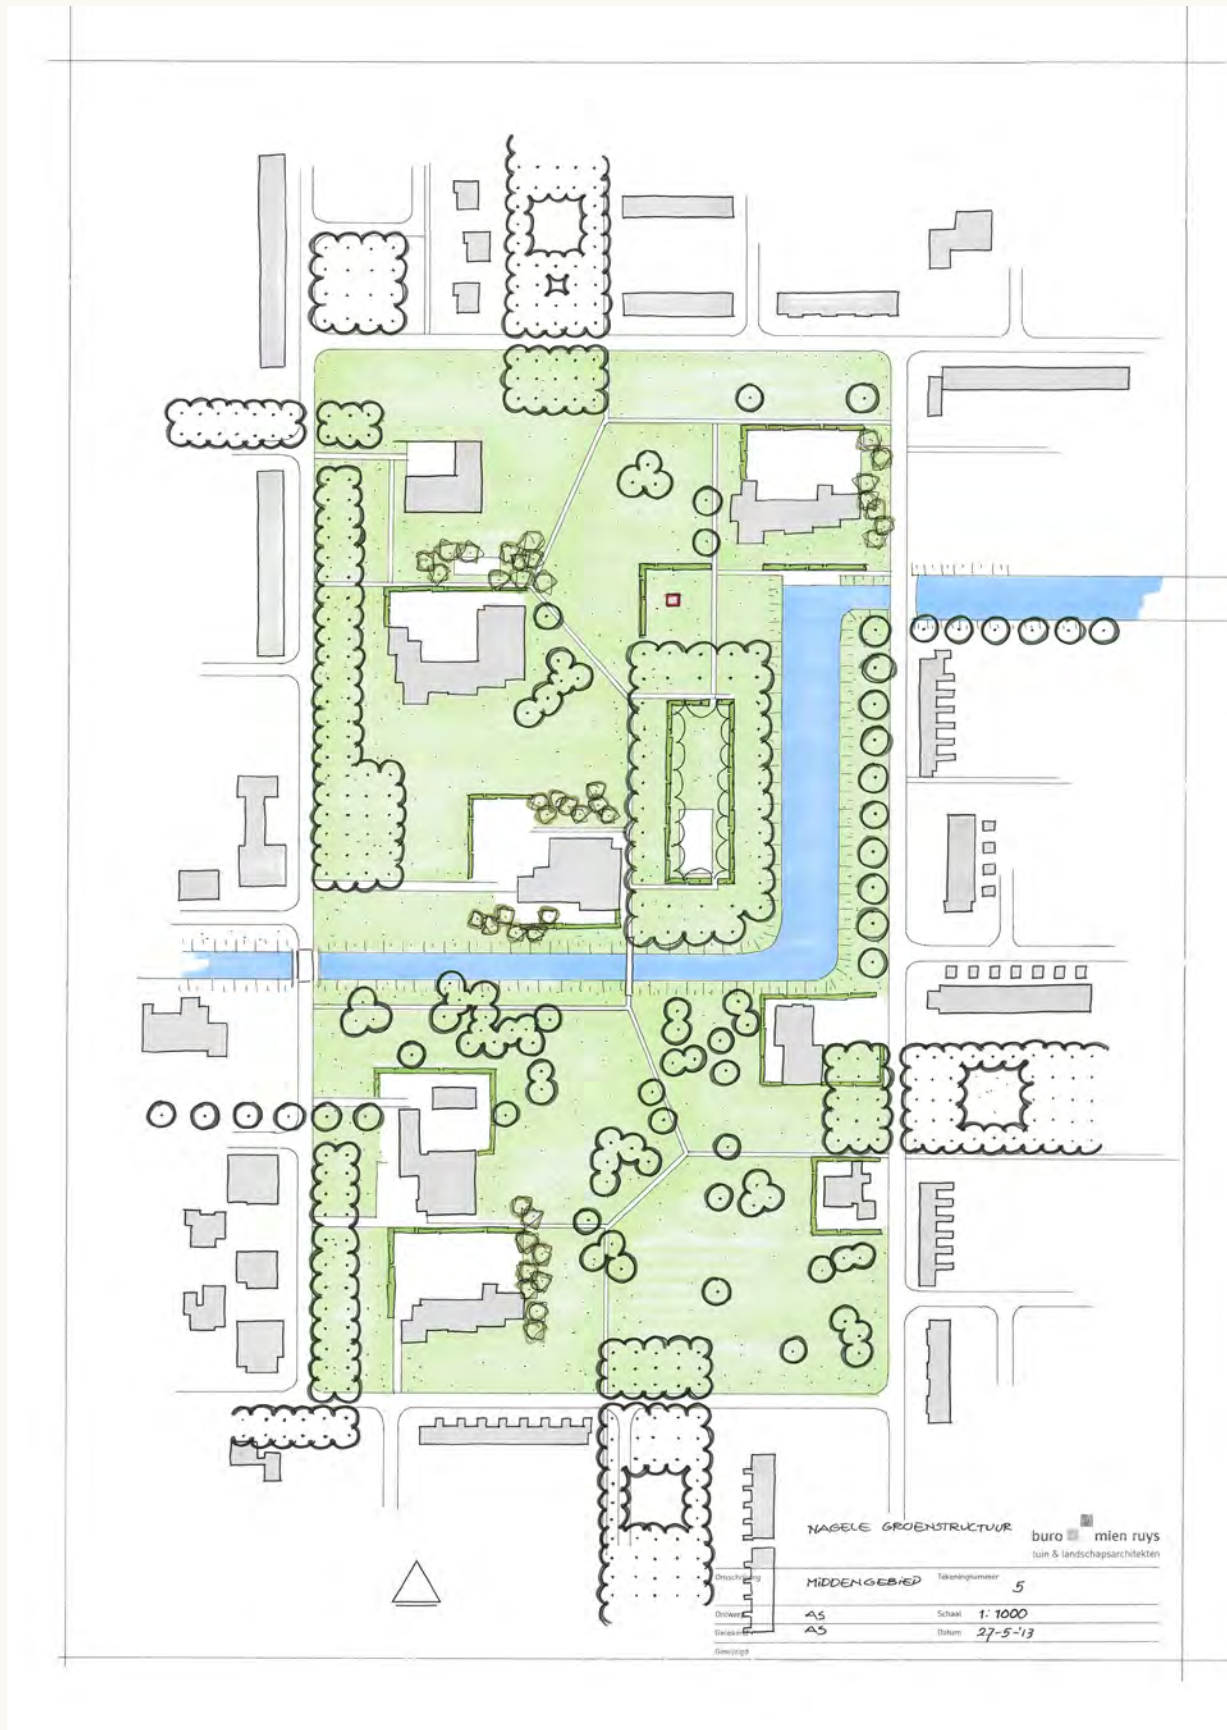 NAGELE GROENSTRUCTUUR
buro mien ruys
tuin & landschapsarchitekten
Omschrijving MIDDENGEBIED Tekeningnummer 5
Ontwerp AS Schaal 1:1000
Getekend AS Datum 27-5-'13
Gewijzigd